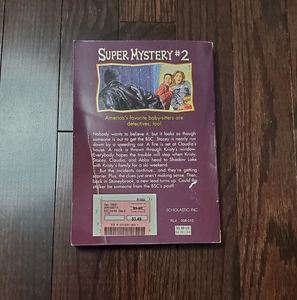 SUPER MYSTERY #2
America's favorite baby-sitters are
detectives, too!
Nobody wants to believe it, but it looks as though
someone is out to get the BSC. Stacey is nearly run
down by a speeding car. A fire is set at Claudia's
house. A rock is thrown through Kristy's window.
Everybody hopes the trouble will stop when Kristy,
Stacey, Claudia, and Abby head to Shadow Lake
with Kristy's family for a ski weekend.
But the incidents continue...and they're getting
scarier. Plus, the clues just aren't making sense. Then,
back in Stoneybrook, a new lead turns up. Could the
stalker be someone from the BSC's past?
SCHOLASTIC INC.
$3.49